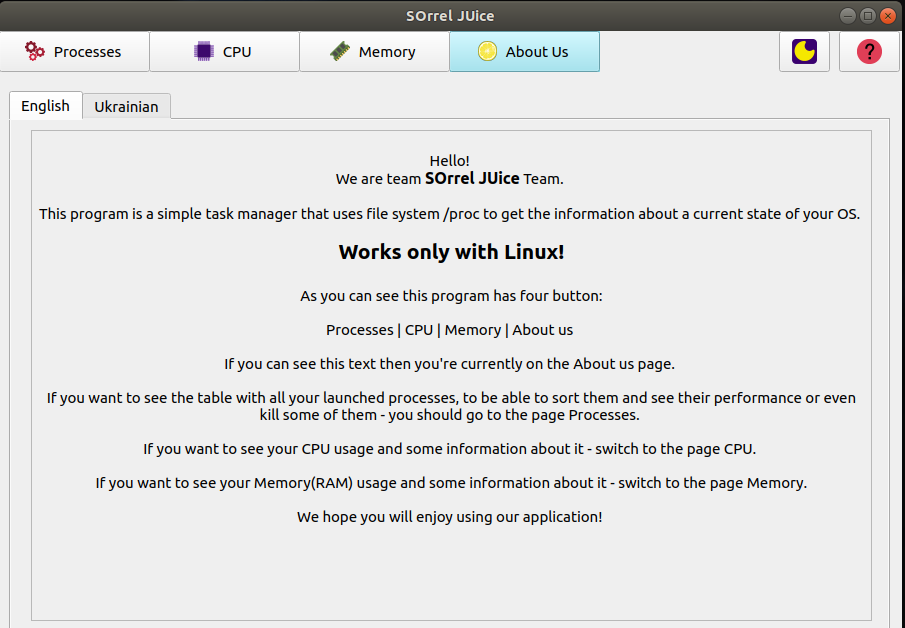 SOrrel JUice
Processes
CPU
Memory
About Us
?
English
Ukrainian
Hello!
We are team SOrrel JUice Team.
This program is a simple task manager that uses file system /proc to get the information about a current state of your OS.
Works only with Linux!
As you can see this program has four button:
Processes | CPU | Memory | About us
If you can see this text then you're currently on the About us page.
If you want to see the table with all your launched processes, to be able to sort them and see their performance or even
kill some of them - you should go to the page Processes.
If you want to see your CPU usage and some information about it - switch to the page CPU.
If you want to see your Memory(RAM) usage and some information about it - switch to the page Memory.
We hope you will enjoy using our application!